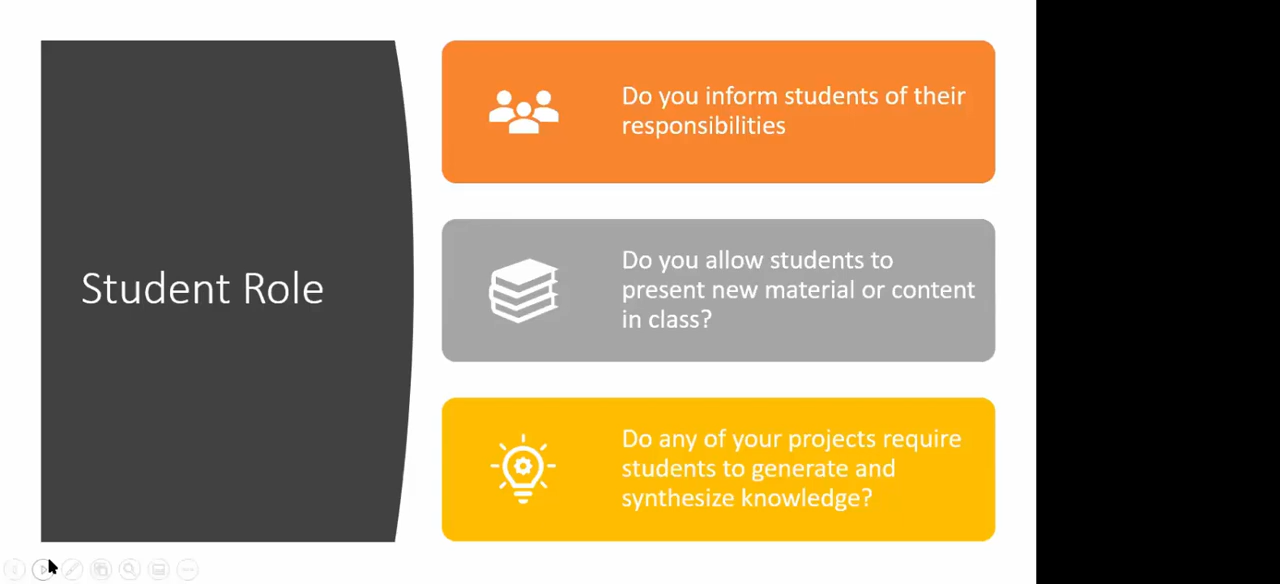 Student Role
Do you inform students of their
responsibilities
Do you allow students to
present new material or content
in class?
Do any of your projects require
students to generate and
synthesize knowledge?